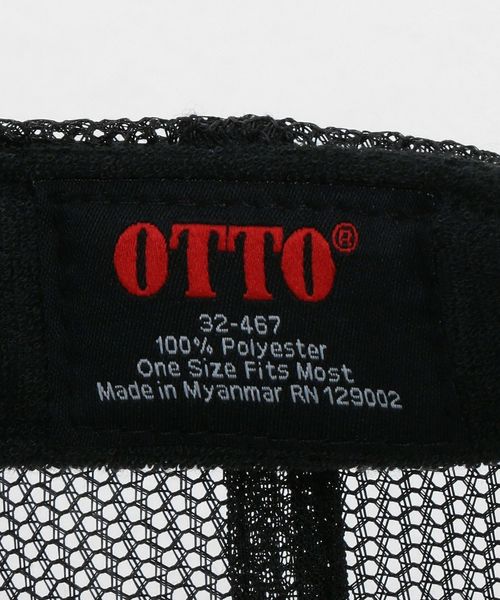 OTTO®
32-467
100% Polyester
One Size Fits Most
Made in Myanmar RN 129002